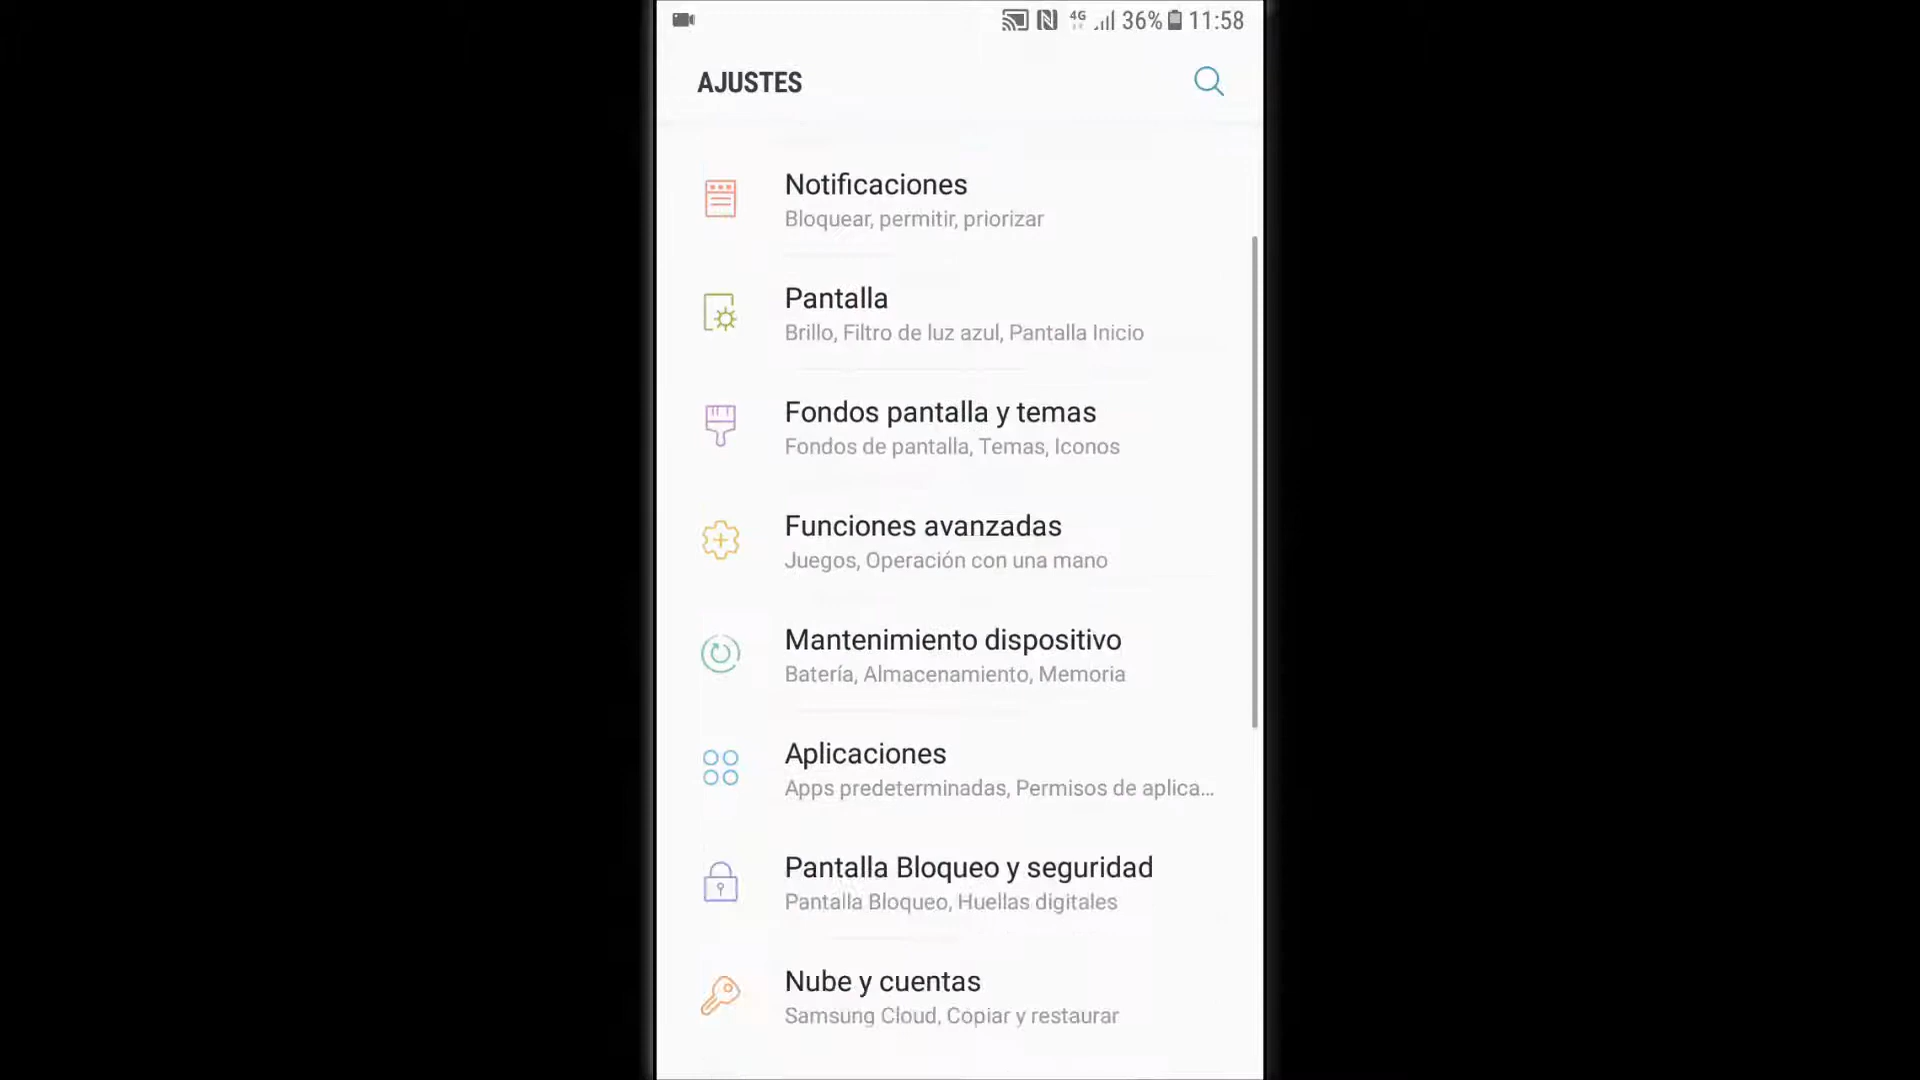 4G 36% 11:58
AJUSTES
Notificaciones
Bloquear, permitir, priorizar
Pantalla
Brillo, Filtro de luz azul, Pantalla Inicio
Fondos pantalla y temas
Fondos de pantalla, Temas, Iconos
Funciones avanzadas
Juegos, Operación con una mano
Mantenimiento dispositivo
Batería, Almacenamiento, Memoria
Aplicaciones
Apps predeterminadas, Permisos de aplica...
Pantalla Bloqueo y seguridad
Pantalla Bloqueo, Huellas digitales
Nube y cuentas
Samsung Cloud, Copiar y restaurar